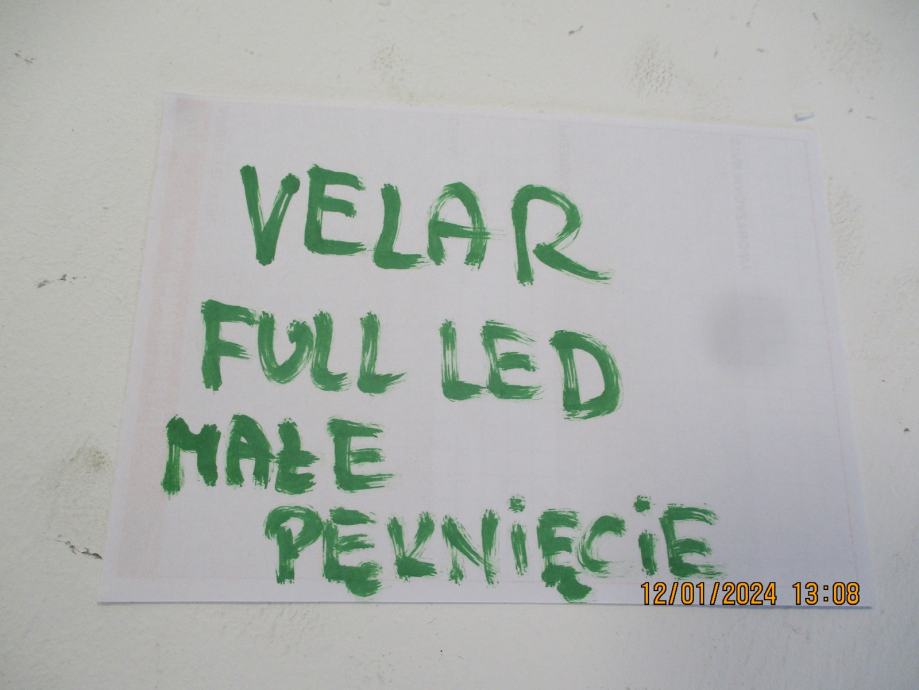 VELAR
FULL LED
MAŁE
PĘKNIĘCIE
12/01/2024 13:08